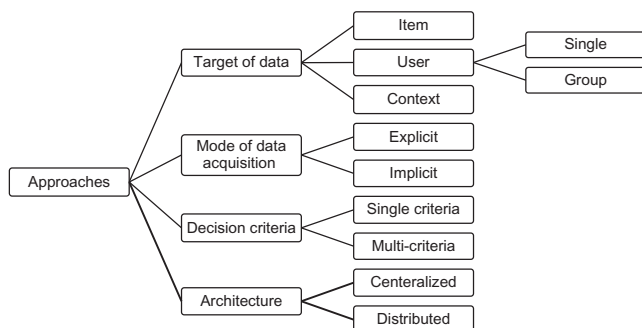 Approaches
Target of data
Item
User
Single
Group
Context
Mode of data
acquisition
Explicit
Implicit
Decision criteria
Single criteria
Multi-criteria
Architecture
Centeralized
Distributed